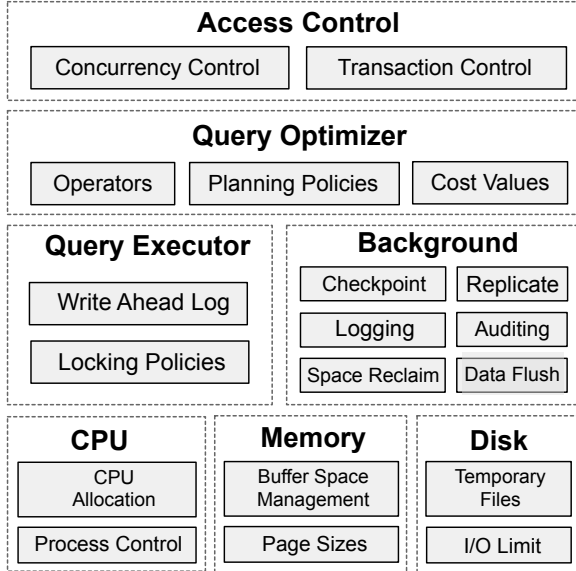 Access Control
Concurrency Control
Transaction Control
Query Optimizer
Operators
Planning Policies
Cost Values
Query Executor
Write Ahead Log
Locking Policies
Background
Checkpoint
Replicate
Logging
Auditing
Space Reclaim
Data Flush
CPU
CPU
Allocation
Process Control
Memory
Buffer Space
Management
Page Sizes
Disk
Temporary
Files
I/O Limit